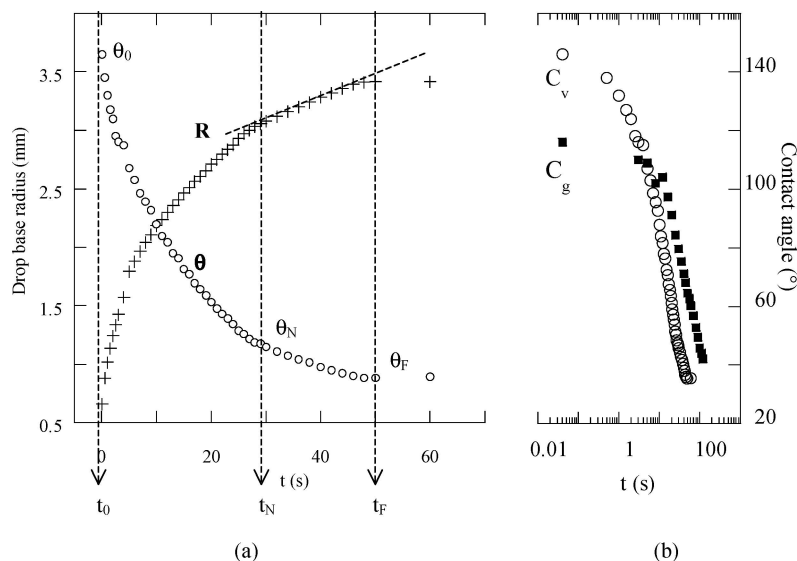 θ0
R
θ
θN
θF
3.5
2.5
1.5
0.5
Drop base radius (mm)
0
20
40
60
t (s)
t0
tN
tF
(a)
Cv
Cg
140
100
60
20
Contact angle (°)
0.01
1
100
t (s)
(b)